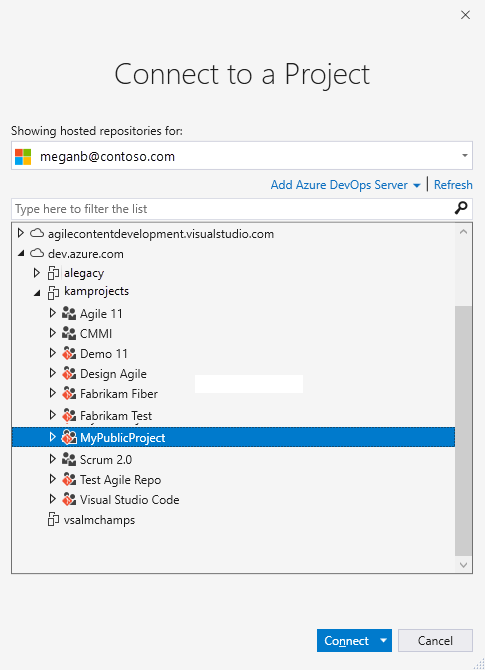 Connect to a Project
Showing hosted repositories for:
meganb@contoso.com
Add Azure DevOps Server | Refresh
Type here to filter the list
agilecontentdevelopment.visualstudio.com
dev.azure.com
alegacy
kamprojects
Agile 11
CMMI
Demo 11
Design Agile
Fabrikam Fiber
Fabrikam Test
MyPublicProject
Scrum 2.0
Test Agile Repo
Visual Studio Code
vsalmchamps
Connect Cancel